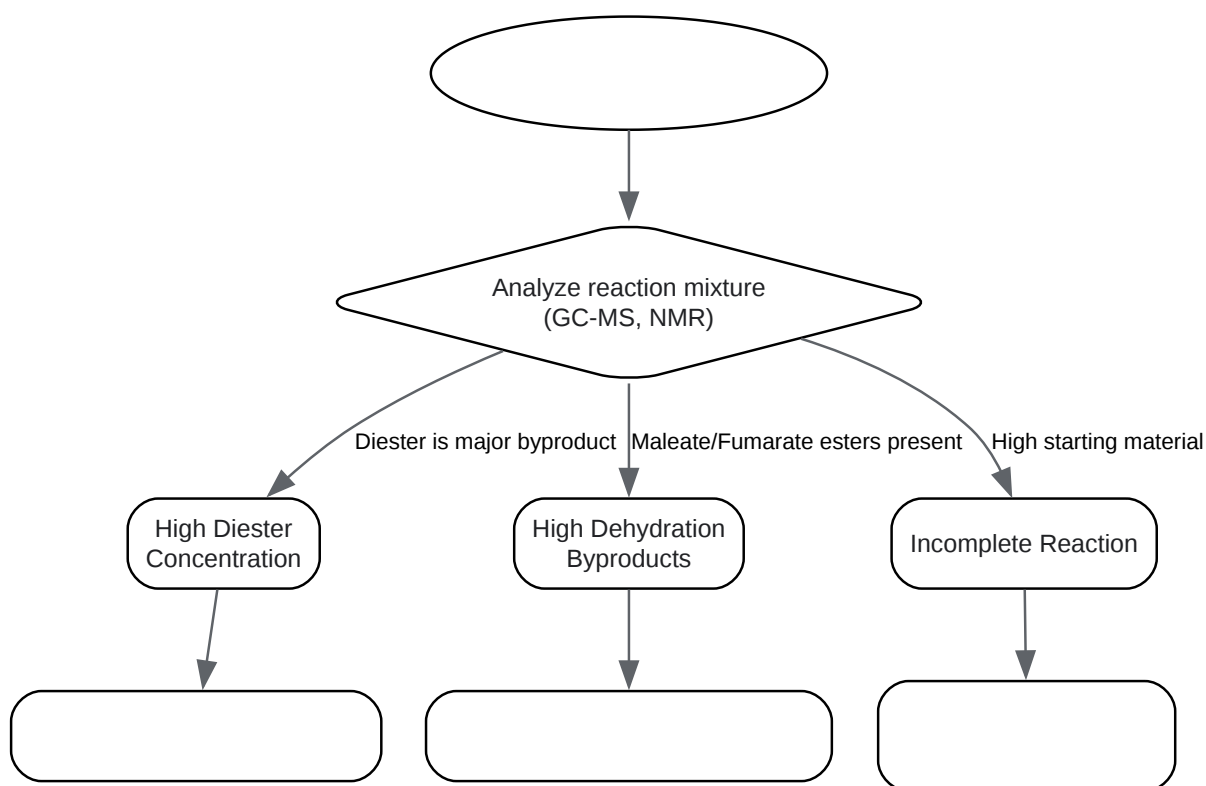 Analyze reaction mixture
(GC-MS, NMR)
Diester is major byproduct
Maleate/Fumarate esters present
High starting material
High Diester
Concentration
High Dehydration
Byproducts
Incomplete Reaction